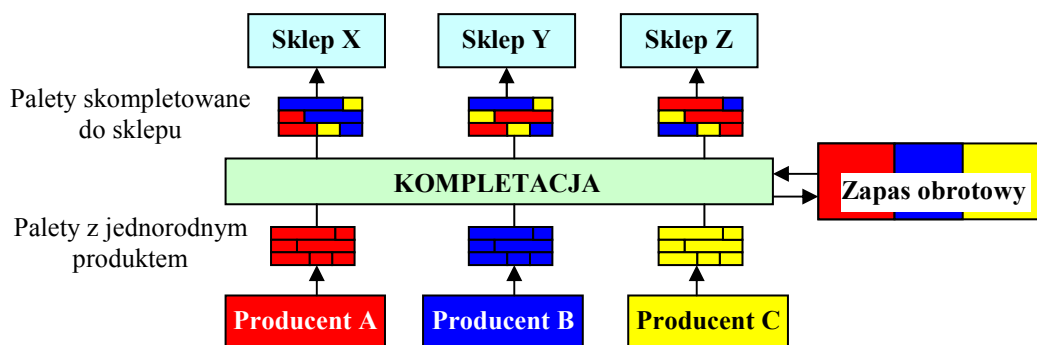 Sklep X
Sklep Y
Sklep Z
Palety skompletowane
do sklepu
KOMPLETACJA
Zapas obrotowy
Palety z jednorodnym
produktem
Producent A
Producent B
Producent C